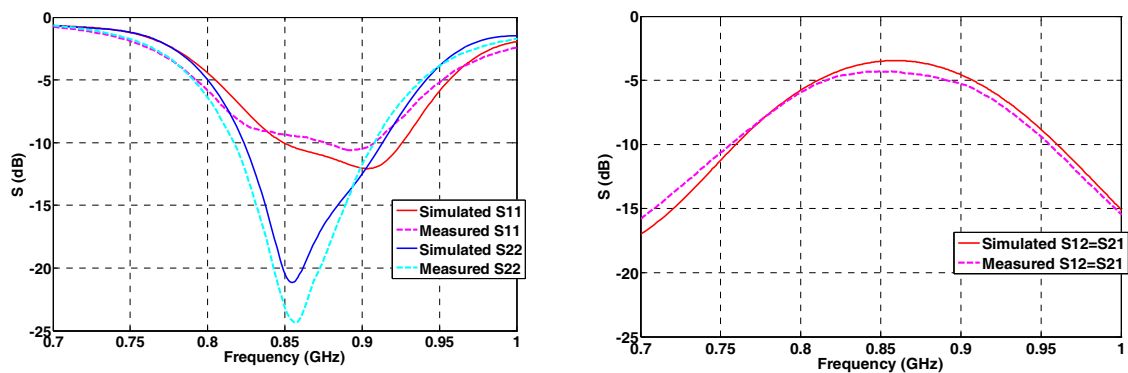 0
-5
-10
-15
-20
-25
S (dB)
0.7
0.75
0.8
0.85
0.9
0.95
1
Frequency (GHz)
Simulated S11
Measured S11
Simulated S22
Measured S22
0
-5
-10
-15
-20
-25
S (dB)
0.7
0.75
0.8
0.85
0.9
0.95
1
Frequency (GHz)
Simulated S12=S21
Measured S12=S21